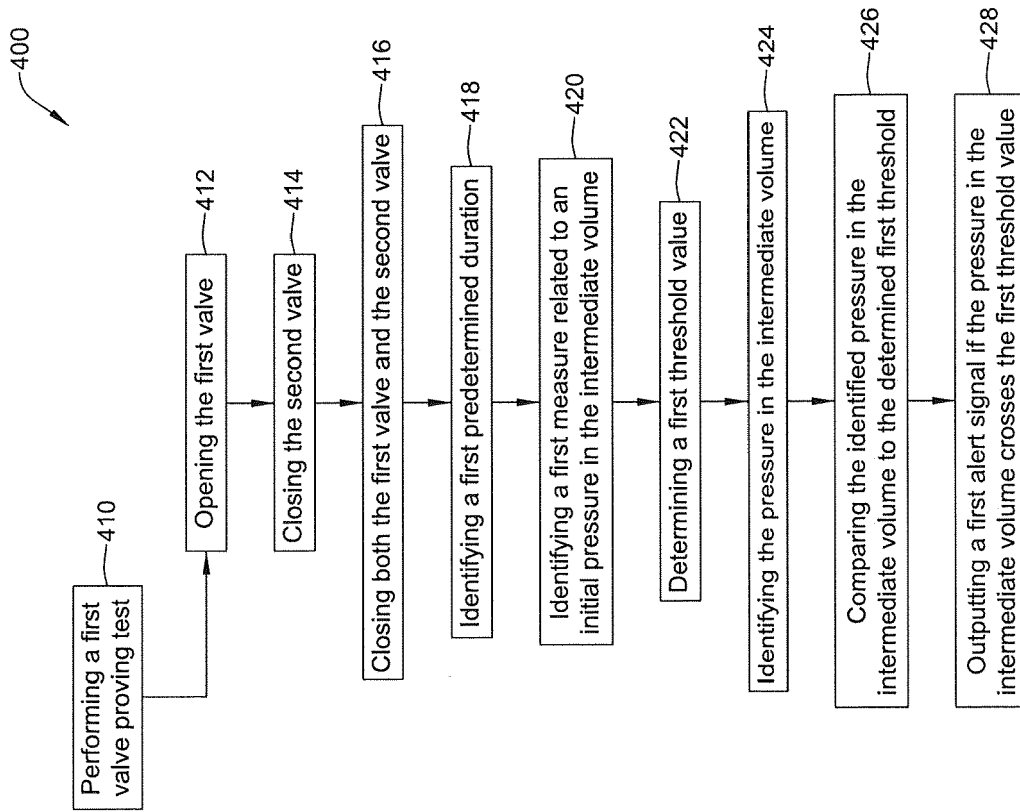 400
410
Performing a first
valve proving test
412
Opening the first valve
414
Closing the second valve
416
Closing both the first valve and the second valve
418
Identifying a first predetermined duration
420
Identifying a first measure related to an
initial pressure in the intermediate volume
422
Determining a first threshold value
424
Identifying the pressure in the intermediate volume
426
Comparing the identified pressure in the
intermediate volume to the determined first threshold
428
Outputting a first alert signal if the pressure in the
intermediate volume crosses the first threshold value